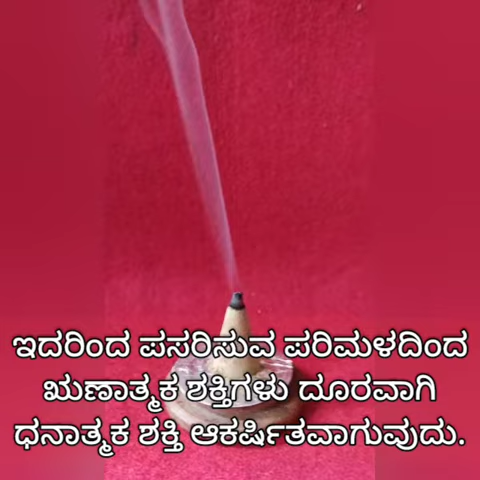 ಇದರಿಂದ ಪಸರಿಸುವ ಪರಿಮಳದಿಂದ
ಋಣಾತ್ಮಕ ಶಕ್ತಿಗಳು ದೂರವಾಗಿ
ಧನಾತ್ಮಕ ಶಕ್ತಿ ಆಕರ್ಷಿತವಾಗುವುದು.